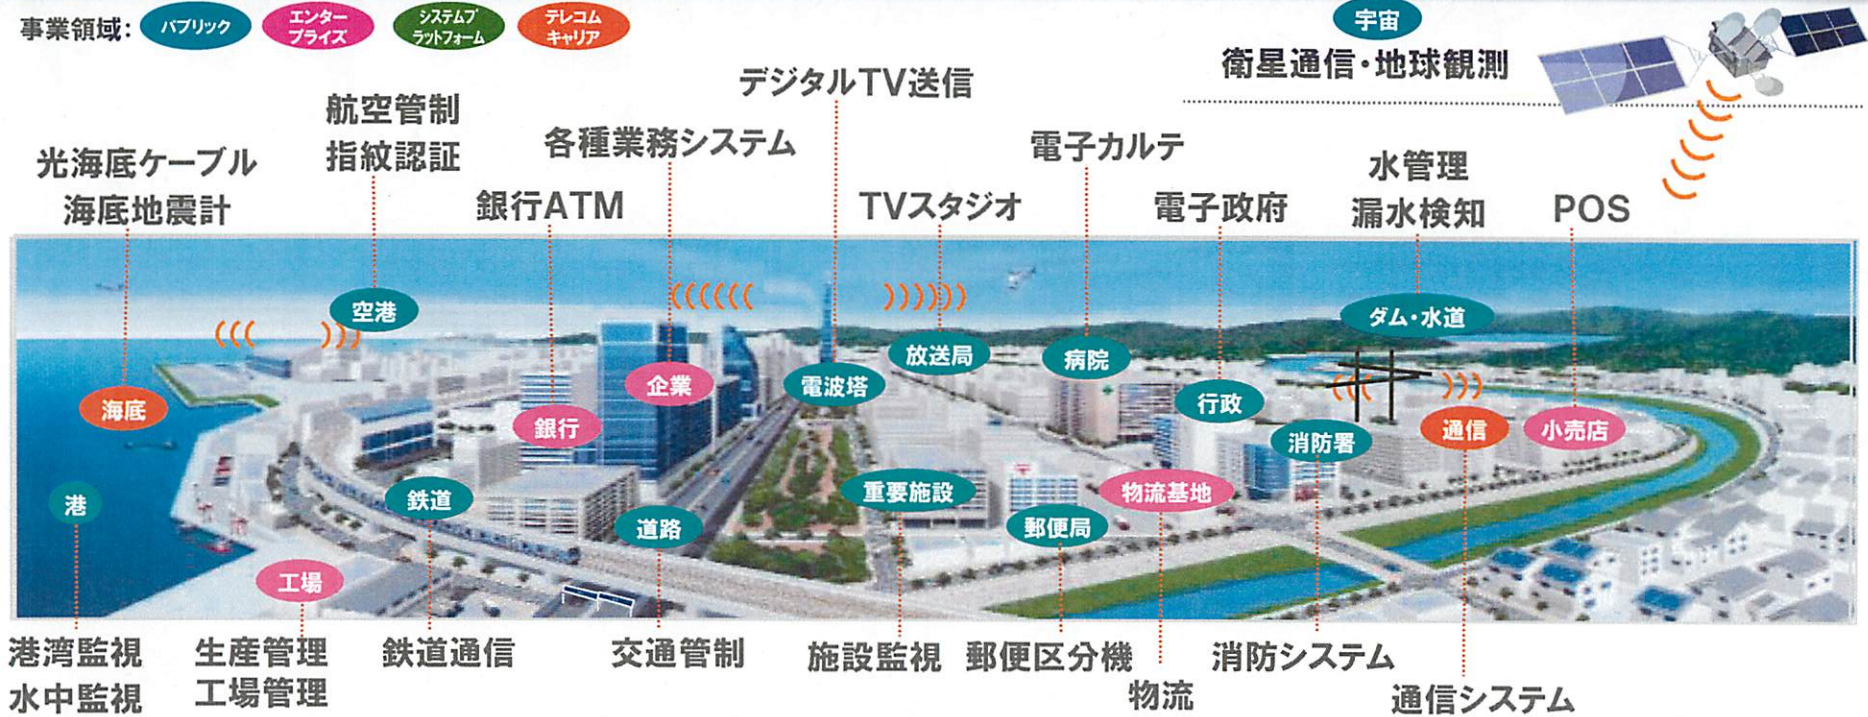 事業領域:
パブリック
エンター
プライズ
システムプ
ラットフォーム
テレコム
キャリア
宇宙
衛星通信・地球観測
デジタルTV送信
航空管制
指紋認証
各種業務システム
電子カルテ
光海底ケーブル
海底地震計
水管理
漏水検知
銀行ATM
TVスタジオ
電子政府
POS
空港
ダム・水道
放送局
病院
企業
電波塔
海底
行政
銀行
消防署
通信
小売店
港
鉄道
重要施設
物流基地
道路
郵便局
工場
港湾監視
水中監視
生産管理
工場管理
鉄道通信
交通管制
施設監視
郵便区分機
物流
消防システム
通信システム